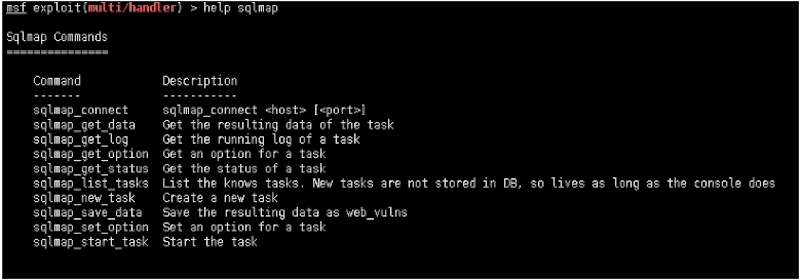 msf exploit(multi/handler) > help sqlmap
Sqlmap Commands
===============
Command Description
------- -----------
sqlmap_connect sqlmap_connect <host> [<port>]
sqlmap_get_data Get the resulting data of the task
sqlmap_get_log Get the running log of a task
sqlmap_get_option Get an option for a task
sqlmap_get_status Get the status of a task
sqlmap_list_tasks List the knows tasks. New tasks are not stored in DB, so lives as long as the console does
sqlmap_new_task Create a new task
sqlmap_save_data Save the resulting data as web_vulns
sqlmap_set_option Set an option for a task
sqlmap_start_task Start the task